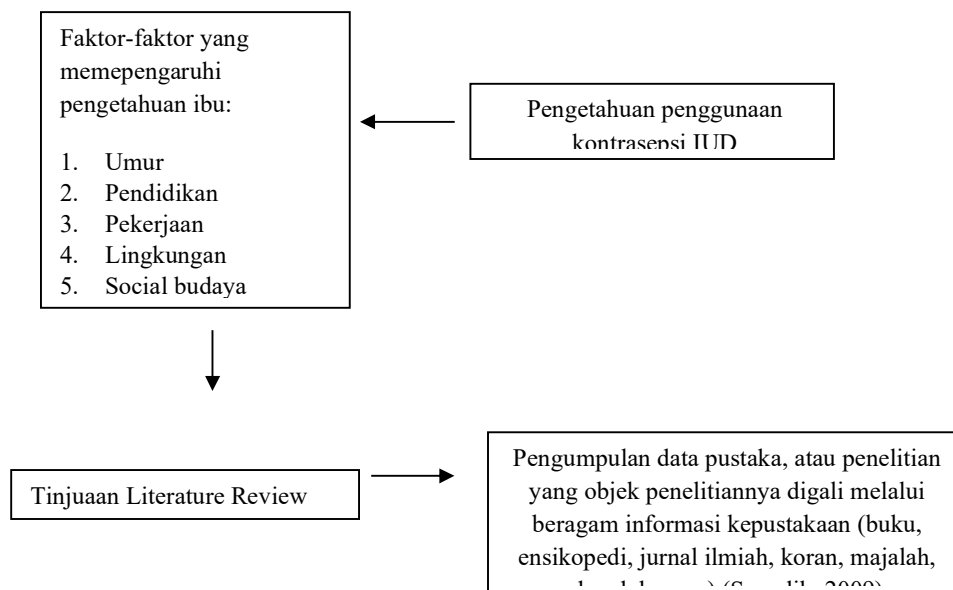 Faktor-faktor yang
memepengaruhi
pengetahuan ibu:
1. Umur
2. Pendidikan
3. Pekerjaan
4. Lingkungan
5. Social budaya
Pengetahuan penggunaan
kontrasepsi IUD
Tinjuaan Literature Review
Pengumpulan data pustaka, atau penelitian
yang objek penelitiannya digali melalui
beragam informasi kepustakaan (buku,
ensikopedi, jurnal ilmiah, koran, majalah,
2009)